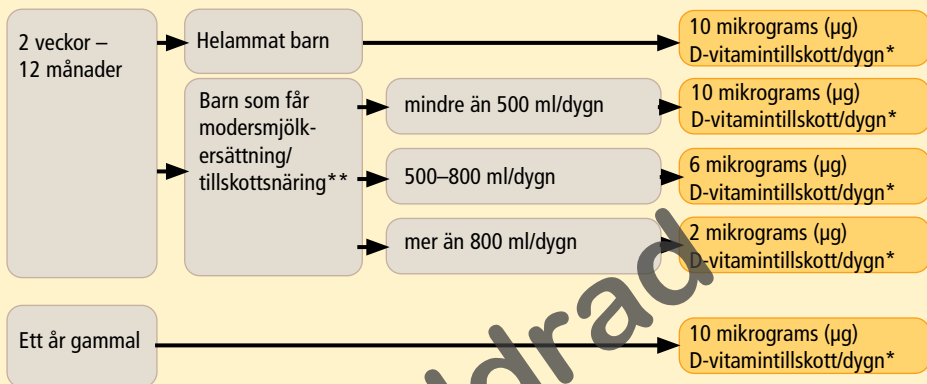 2 veckor –
12 månader
Helammat barn
10 mikrograms (µg)
D-vitamintillskott/dygn*
Barn som får
modersmjölk-
ersättning/
tillskottsnäring**
mindre än 500 ml/dygn
10 mikrograms (µg)
D-vitamintillskott/dygn*
500–800 ml/dygn
6 mikrograms (µg)
D-vitamintillskott/dygn*
mer än 800 ml/dygn
2 mikrograms (µg)
D-vitamintillskott/dygn*
Ett år gammal
10 mikrograms (µg)
D-vitamintillskott/dygn*